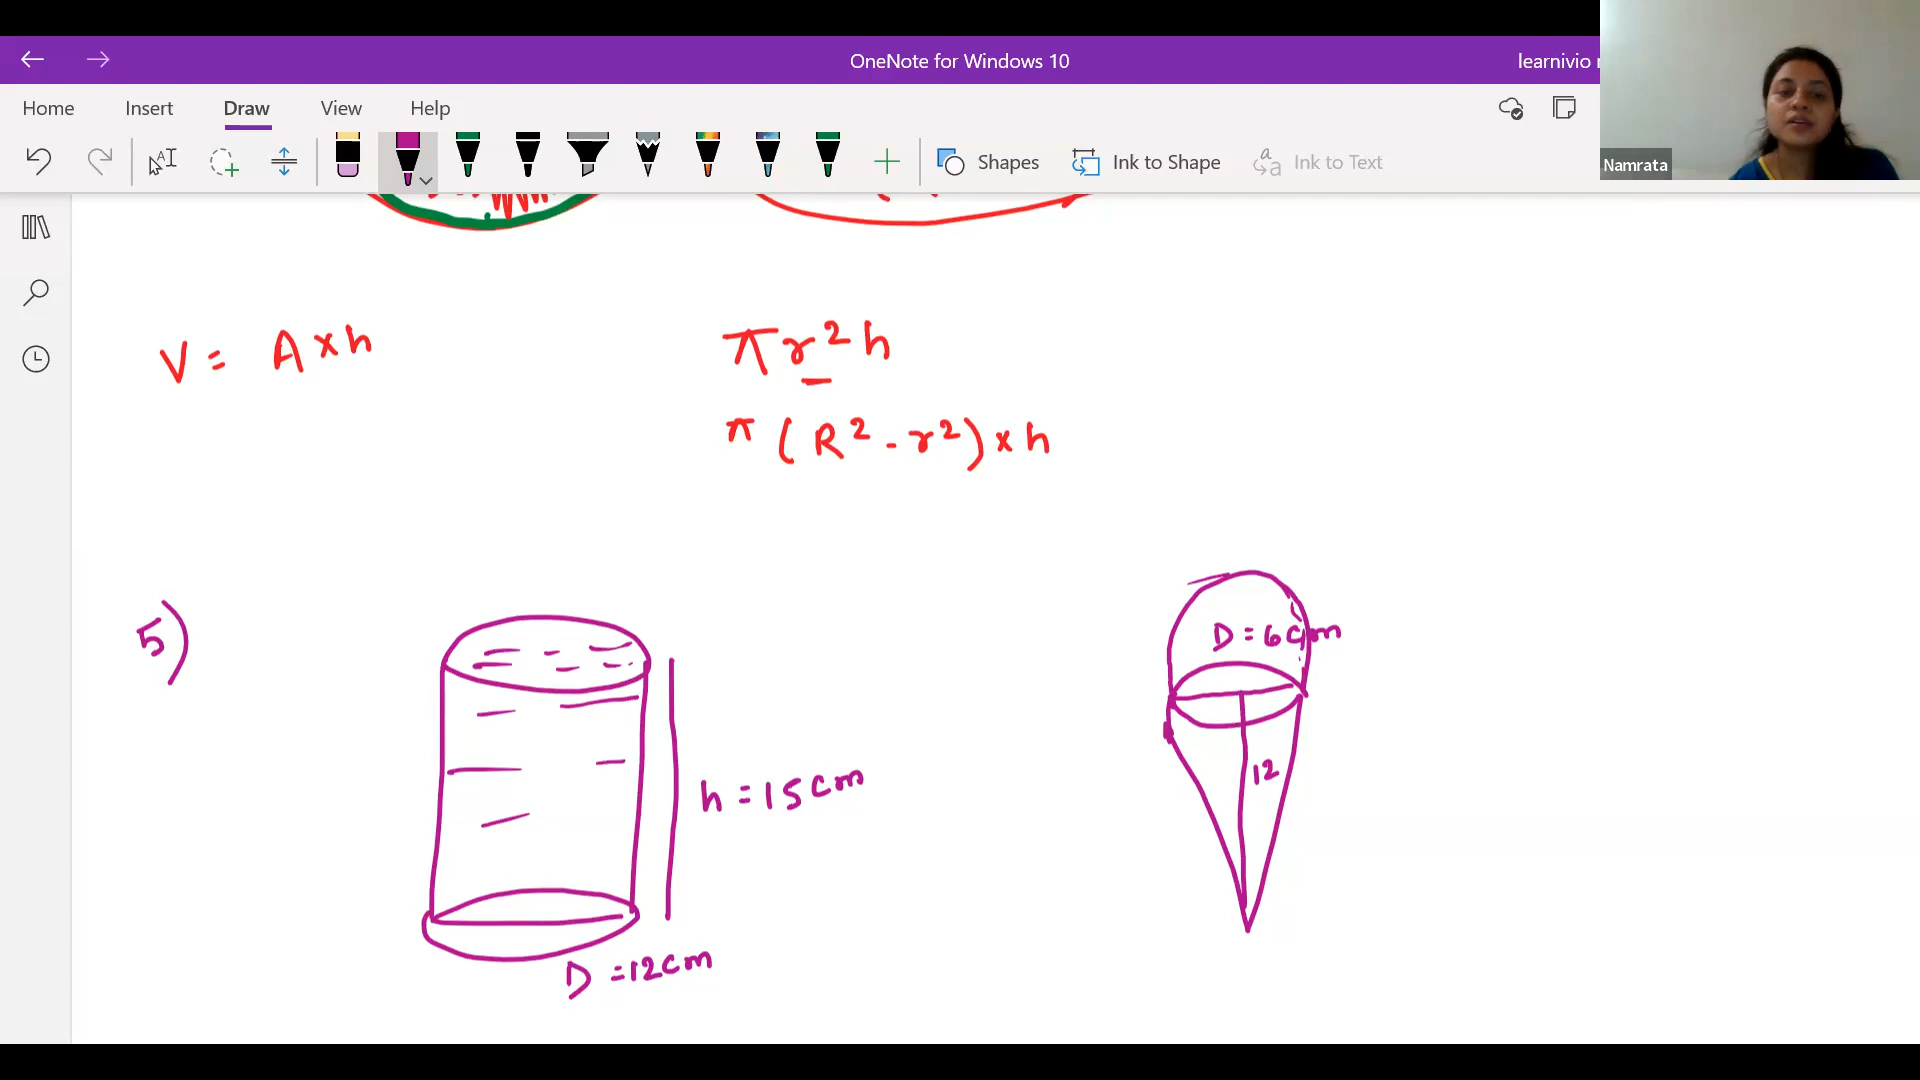 OneNote for Windows 10
learnivio
Home Insert Draw View Help
Shapes Ink to Shape Ink to Text
Namrata
V = A × h
πr²h
π (R² - r²) × h
5)
D = 6cm
12
h = 15cm
D = 12cm